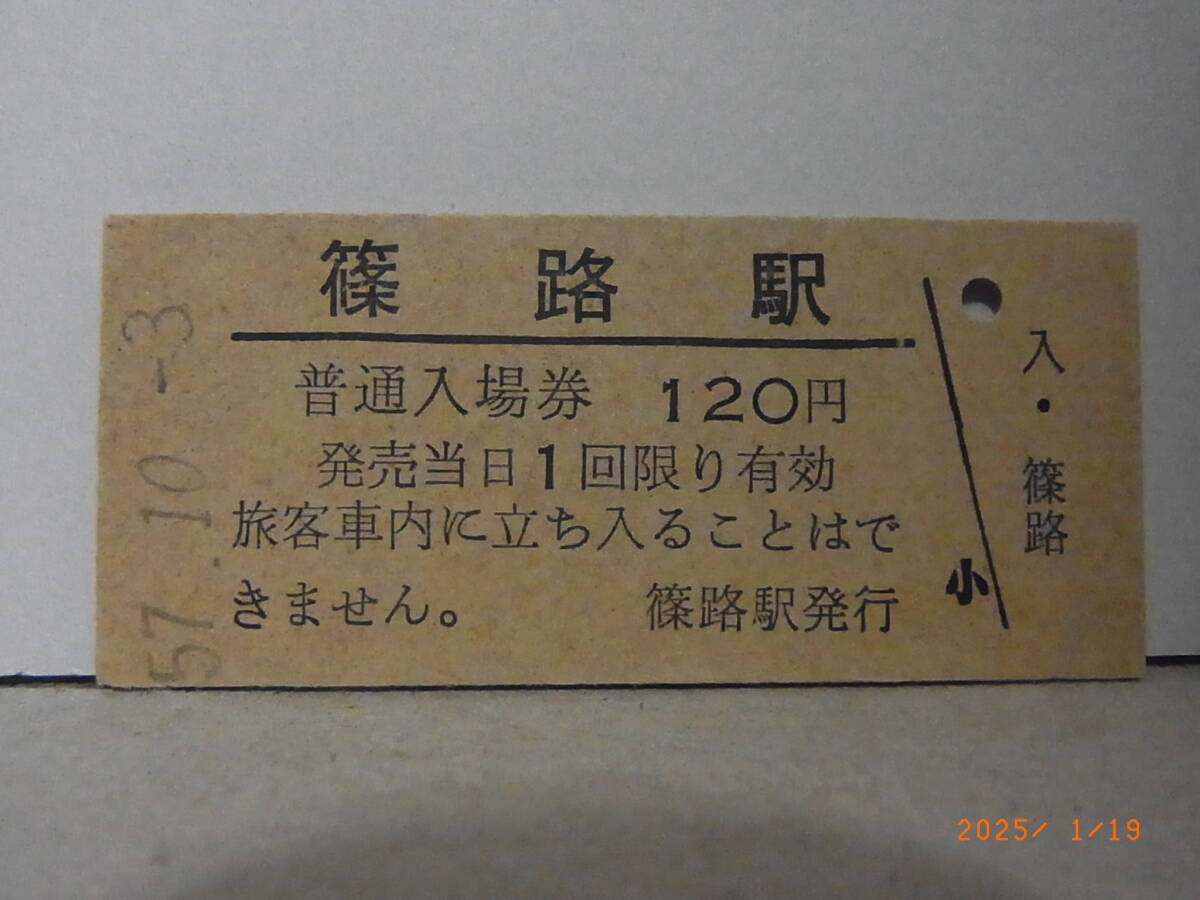 篠路駅
普通入場券 120円
発売当日1回限り有効
旅客車内に立ち入ることはで
きません。 篠路駅発行
小
入・篠路
57.10.-3
2025/ 1/19